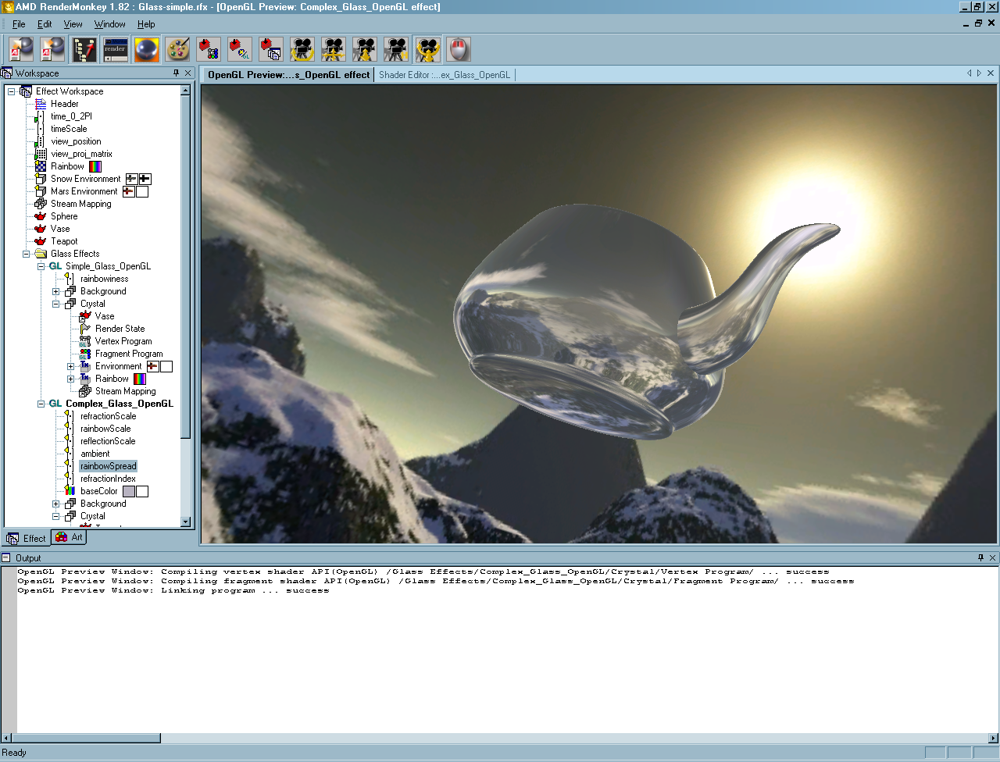 AMD RenderMonkey 1.82 : Glass-simple.rfx - [OpenGL Preview: Complex_Glass_OpenGL effect]
File Edit View Window Help
Workspace
OpenGL Preview:...s_OpenGL effect
Shader Editor :...ex_Glass_OpenGL
Effect Workspace
Header
time_0_2PI
timeScale
view_position
view_proj_matrix
Rainbow
Snow Environment
Mars Environment
Stream Mapping
Sphere
Vase
Teapot
Glass Effects
GL Simple_Glass_OpenGL
rainbowiness
Background
Crystal
Vase
Render State
Vertex Program
Fragment Program
Environment
Rainbow
Stream Mapping
GL Complex_Glass_OpenGL
refractionScale
rainbowScale
reflectionScale
ambient
rainbowSpread
refractionIndex
baseColor
Background
Crystal
Effect Art
Output
OpenGL Preview Window: Compiling vertex shader API(OpenGL) /Glass Effects/Complex_Glass_OpenGL/Crystal/Vertex Program/ ... success
OpenGL Preview Window: Compiling fragment shader API(OpenGL) /Glass Effects/Complex_Glass_OpenGL/Crystal/Fragment Program/ ... success
OpenGL Preview Window: Linking program ... success
Ready